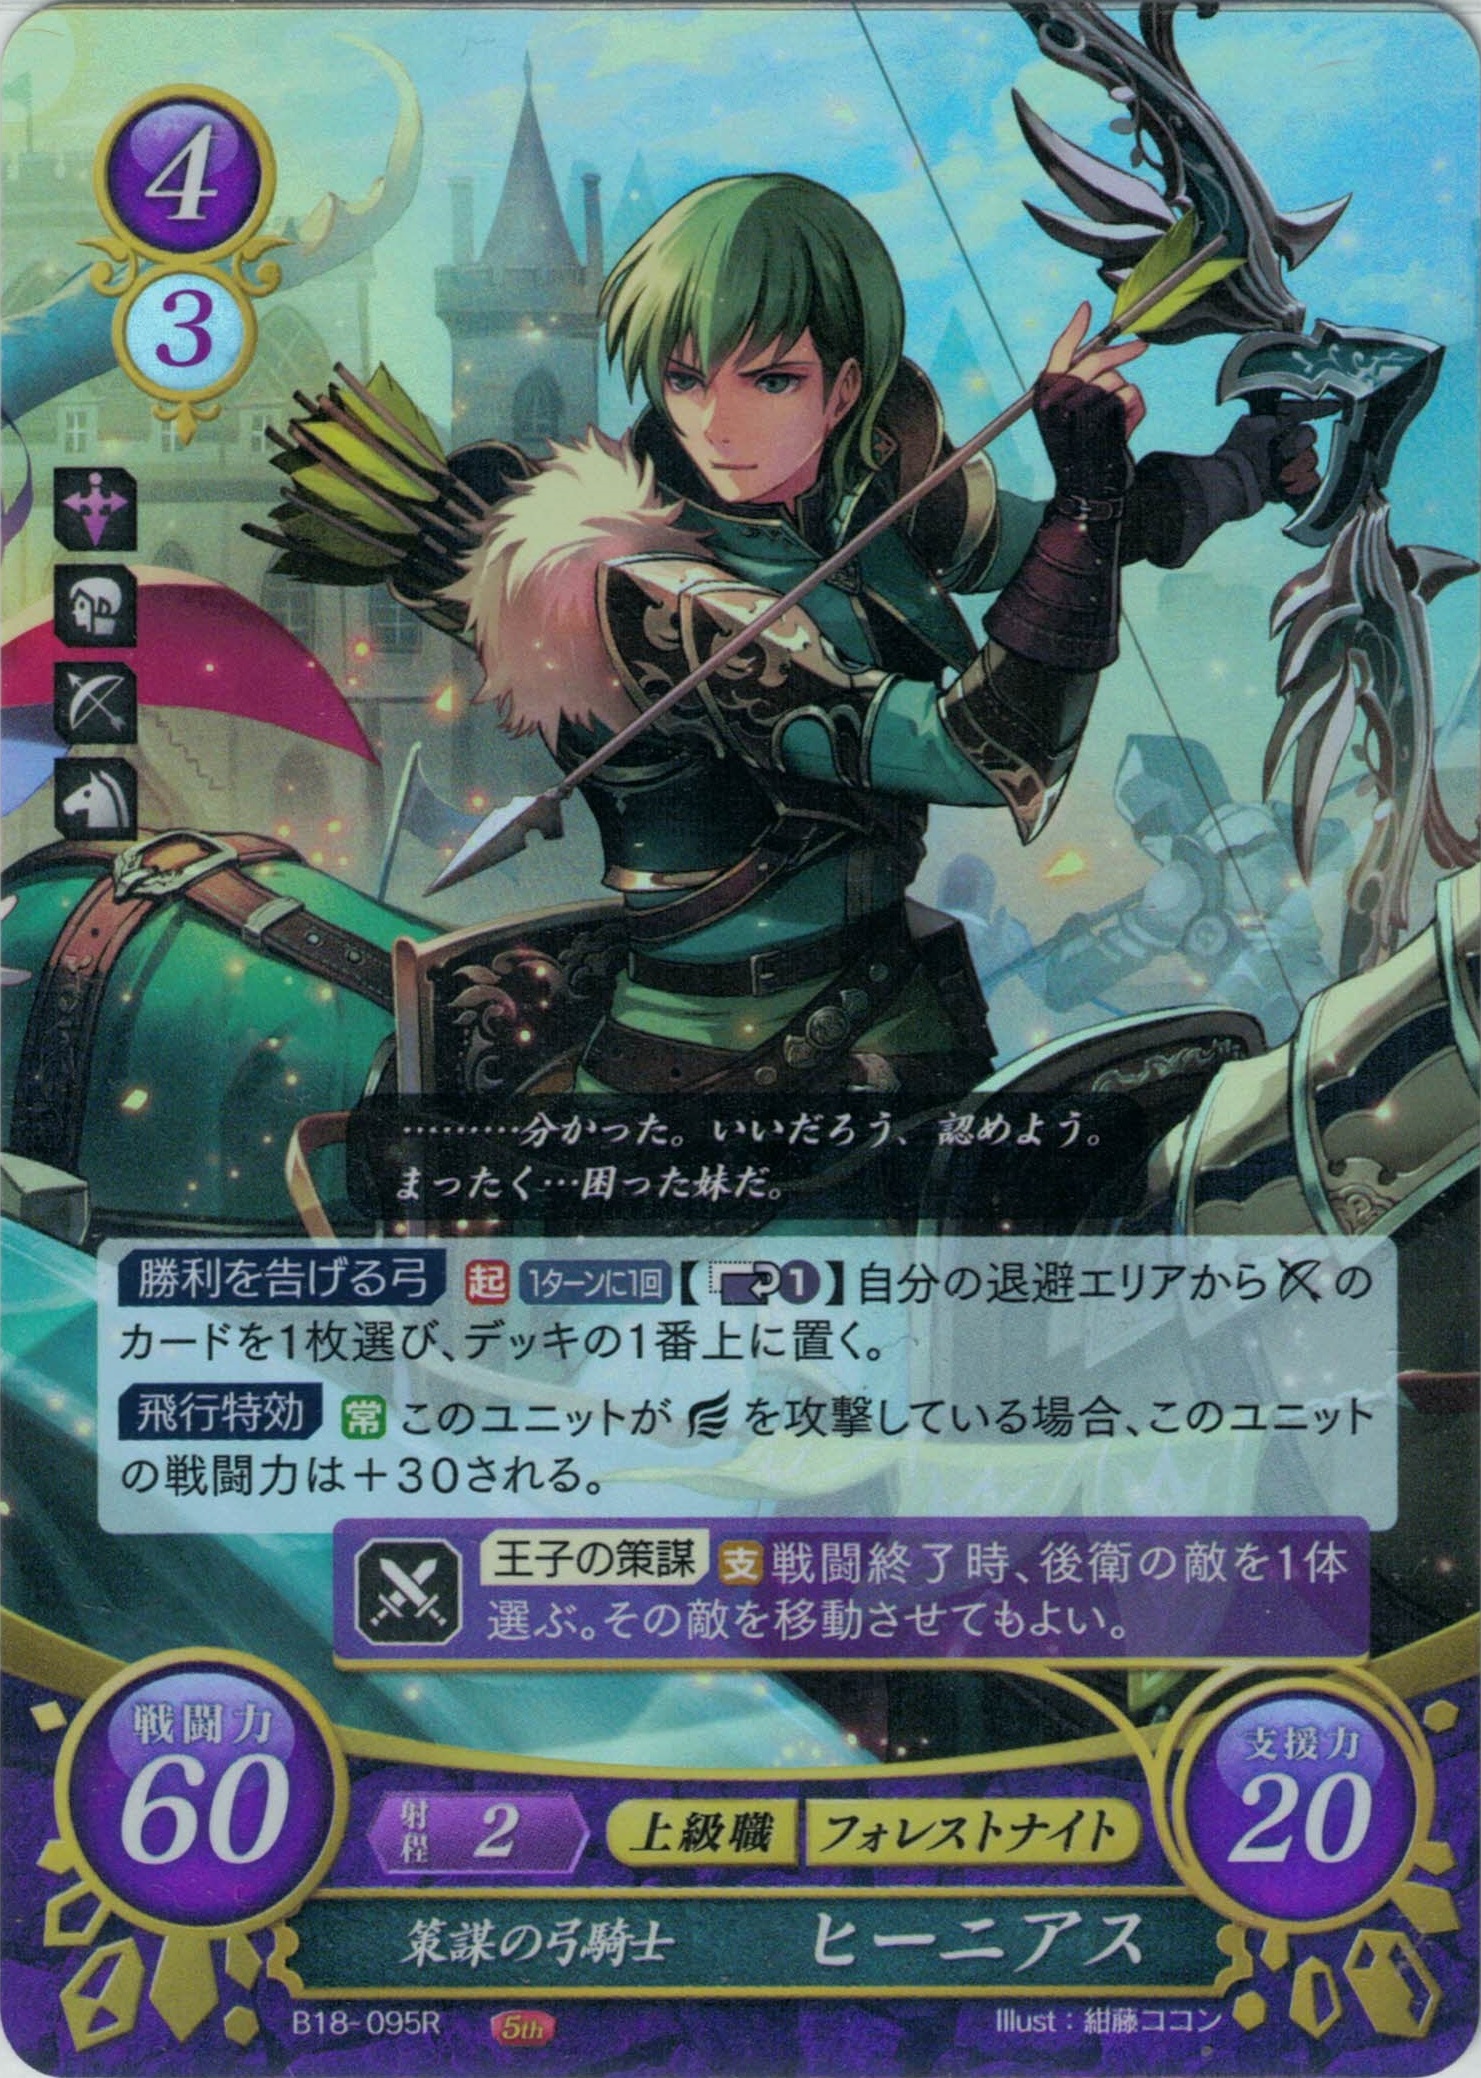 4
3
………分かった。いいだろう、認めよう。
まったく…困った妹だ。
勝利を告げる弓 起 1ターンに1回 【 1】自分の退避エリアから の
カードを1枚選び、デッキの1番上に置く。
飛行特効 常 このユニットが を攻撃している場合、このユニット
の戦闘力は+30される。
王子の策謀 支 戦闘終了時、後衛の敵を1体
選ぶ。その敵を移動させてもよい。
戦闘力
60
射程 2 上級職 フォレストナイト
支援力
20
策謀の弓騎士 ヒーニアス
B18-095R 5th Illust:紺藤ココン